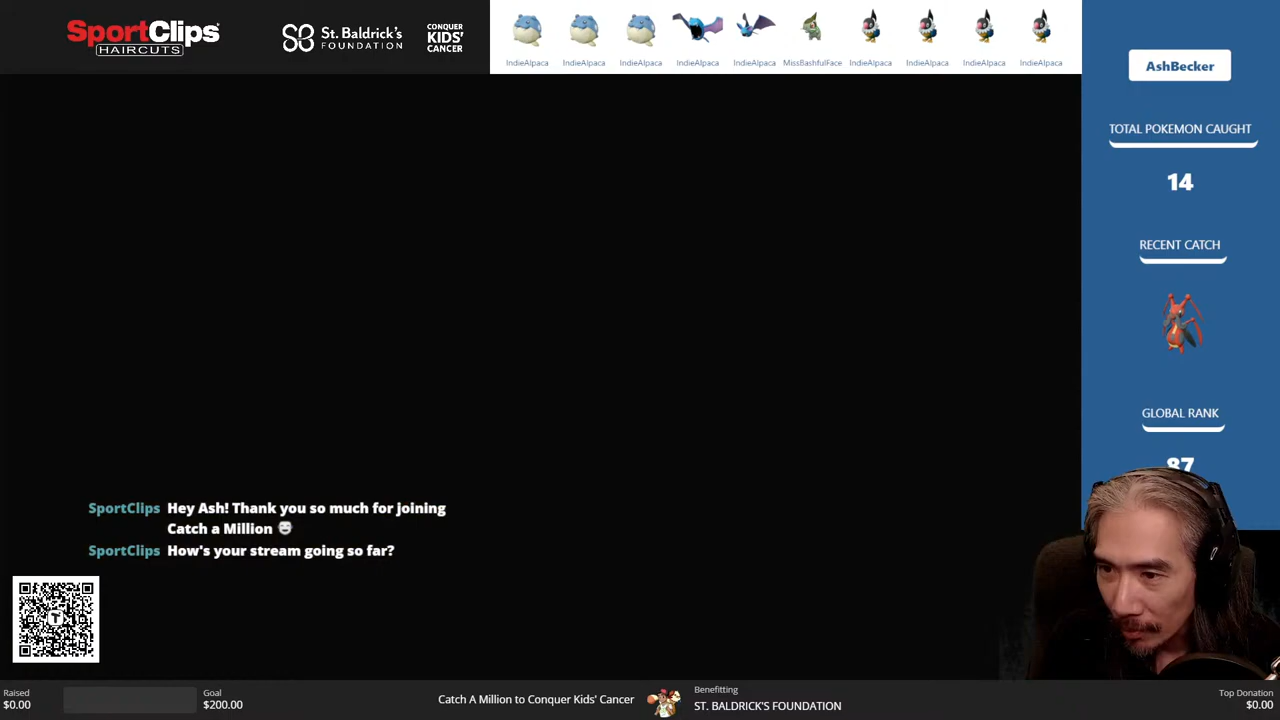 SportClips
HAIRCUTS
St. Baldrick's
FOUNDATION
CONQUER
KIDS'
CANCER
IndieAlpaca IndieAlpaca IndieAlpaca IndieAlpaca IndieAlpaca MissBashfulFace IndieAlpaca IndieAlpaca IndieAlpaca IndieAlpaca
AshBecker
TOTAL POKEMON CAUGHT
14
RECENT CATCH
GLOBAL RANK
87
SportClips Hey Ash! Thank you so much for joining
Catch a Million
SportClips How's your stream going so far?
Raised
$0.00
Goal
$200.00
Catch A Million to Conquer Kids' Cancer
Benefitting
ST. BALDRICK'S FOUNDATION
Top Donation
$0.00